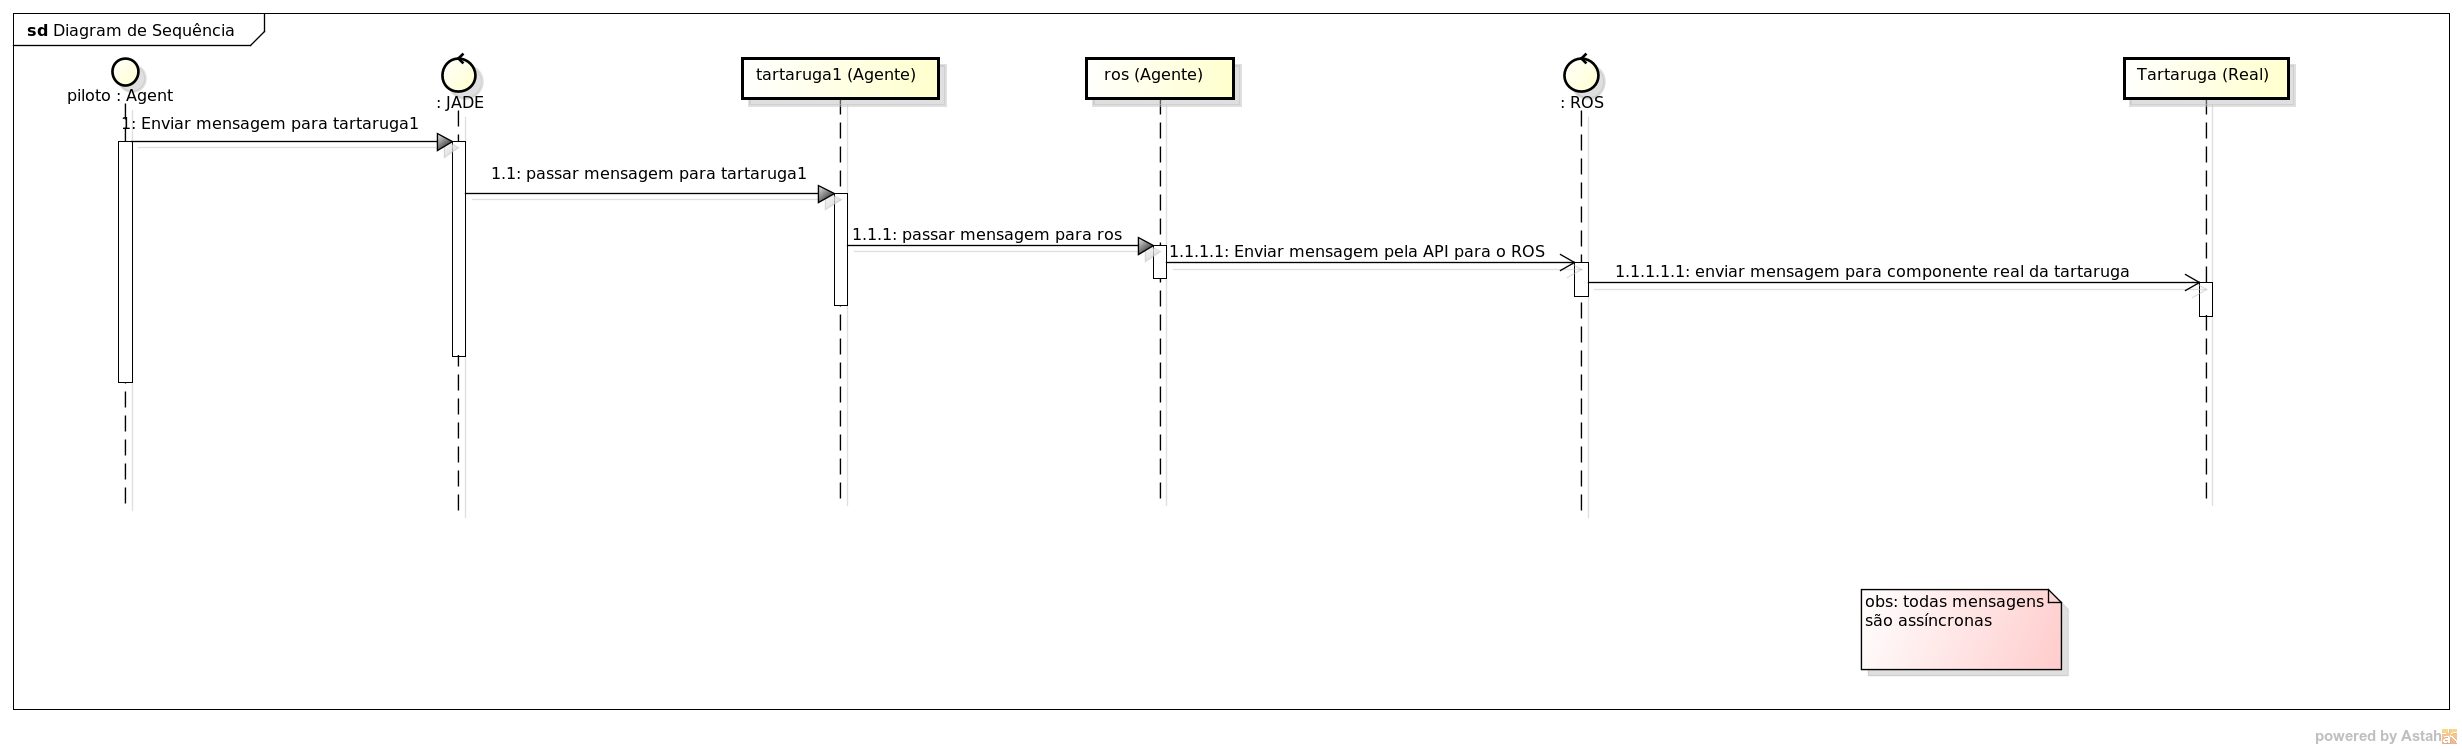 sd Diagram de Sequência
piloto : Agent
: JADE
tartaruga1 (Agente)
ros (Agente)
: ROS
Tartaruga (Real)
1: Enviar mensagem para tartaruga1
1.1: passar mensagem para tartaruga1
1.1.1: passar mensagem para ros
1.1.1.1: Enviar mensagem pela API para o ROS
1.1.1.1.1: enviar mensagem para componente real da tartaruga
obs: todas mensagens
são assíncronas
powered by Astah